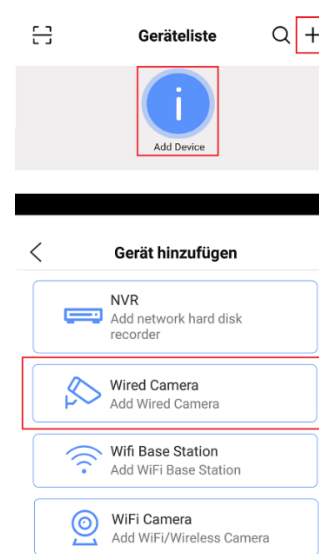 Geräteliste
Add Device
Gerät hinzufügen
NVR
Add network hard disk
recorder
Wired Camera
Add Wired Camera
Wifi Base Station
Add WiFi Base Station
WiFi Camera
Add WiFi/Wireless Camera